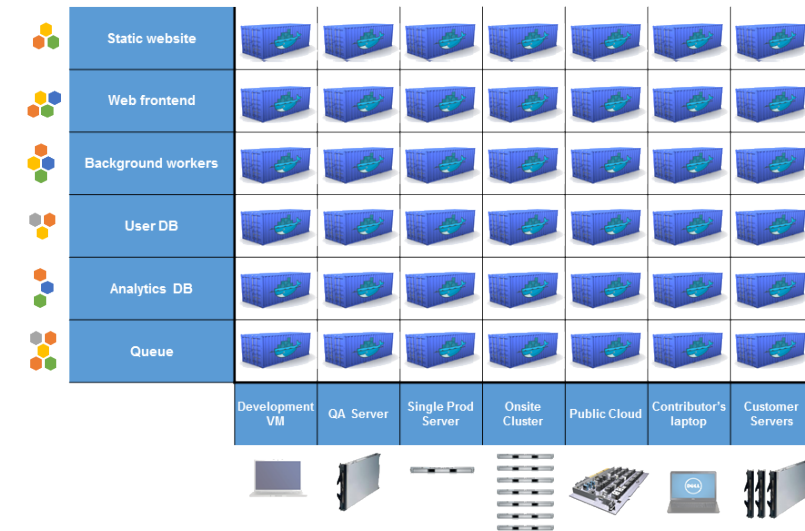 Static website
Web frontend
Background workers
User DB
Analytics DB
Queue
Development
VM
QA Server
Single Prod
Server
Onsite
Cluster
Public Cloud
Contributor's
laptop
Customer
Servers
DELL